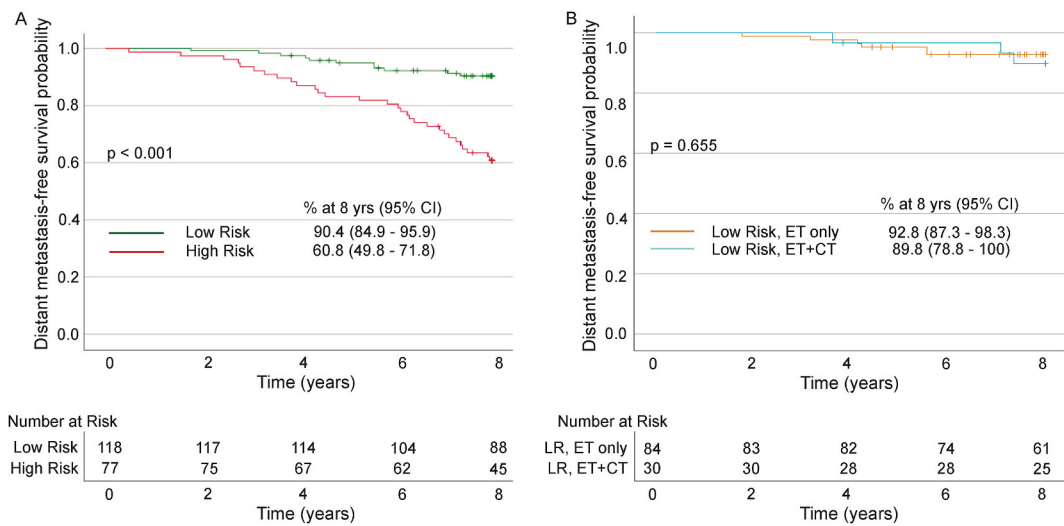 A
Distant metastasis-free survival probability
1.0
0.8
0.6
0.4
0.2
0.0
p < 0.001
% at 8 yrs (95% CI)
Low Risk 90.4 (84.9 - 95.9)
High Risk 60.8 (49.8 - 71.8)
0 2 4 6 8
Time (years)
Number at Risk
Low Risk 118 117 114 104 88
High Risk 77 75 67 62 45
0 2 4 6 8
Time (years)
B
Distant metastasis-free survival probability
1.0
0.8
0.6
0.4
0.2
0.0
p = 0.655
% at 8 yrs (95% CI)
Low Risk, ET only 92.8 (87.3 - 98.3)
Low Risk, ET+CT 89.8 (78.8 - 100)
0 2 4 6 8
Time (years)
Number at Risk
LR, ET only 84 83 82 74 61
LR, ET+CT 30 30 28 28 25
0 2 4 6 8
Time (years)